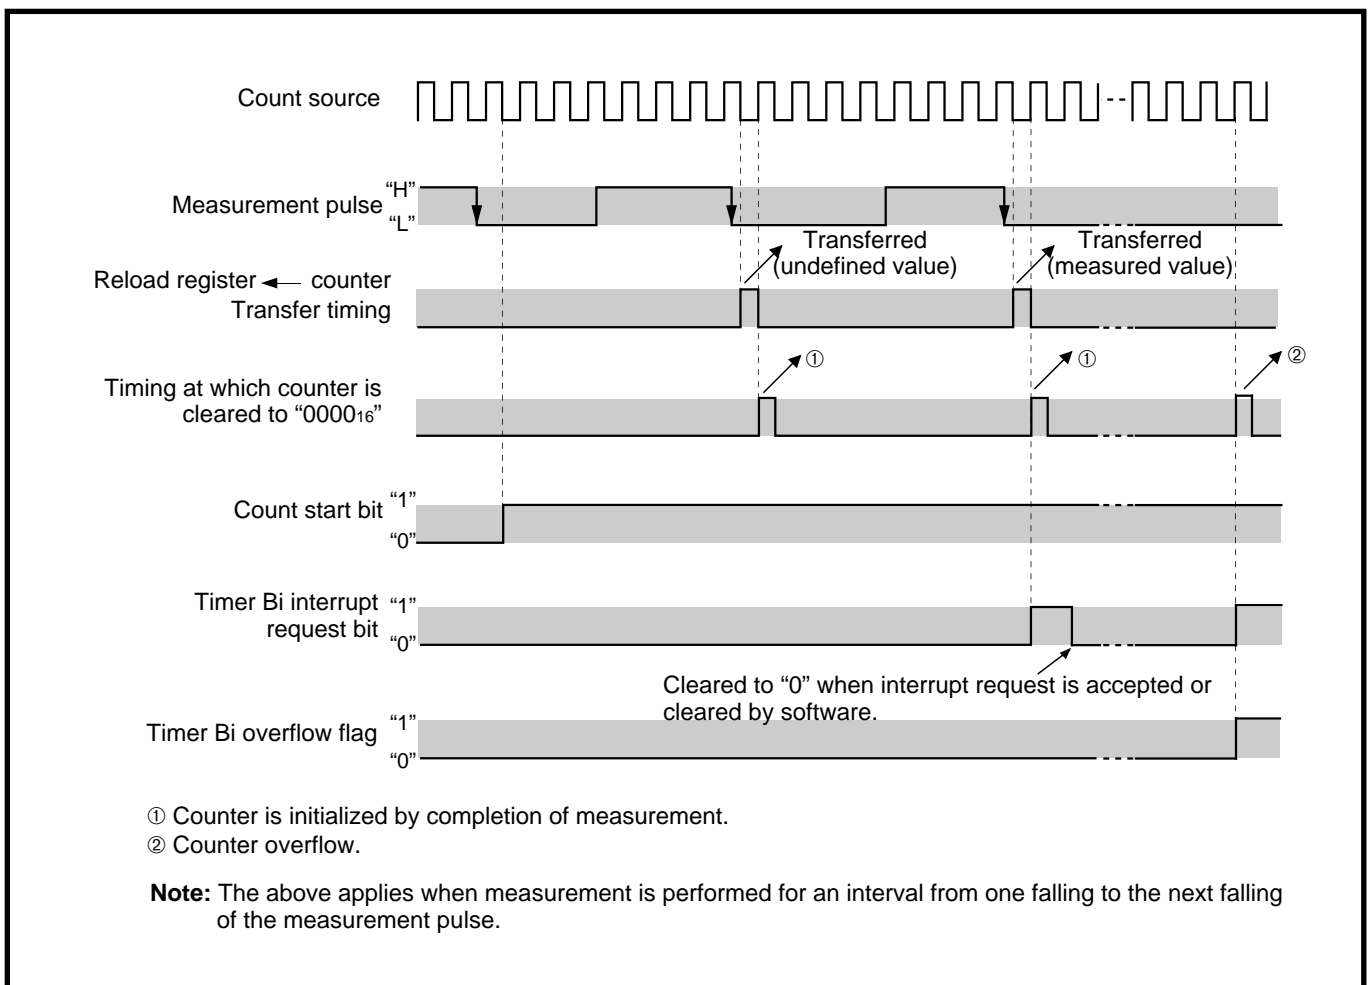 Count source
Measurement pulse
“H”
“L”
Transferred
(undefined value)
Transferred
(measured value)
Reload register ← counter
Transfer timing
①
①
②
Timing at which counter is
cleared to “0000₁₆”
Count start bit
“1”
“0”
Timer Bi interrupt
request bit
“1”
“0”
Cleared to “0” when interrupt request is accepted or
cleared by software.
Timer Bi overflow flag
“1”
“0”
① Counter is initialized by completion of measurement.
② Counter overflow.
Note: The above applies when measurement is performed for an interval from one falling to the next falling
of the measurement pulse.